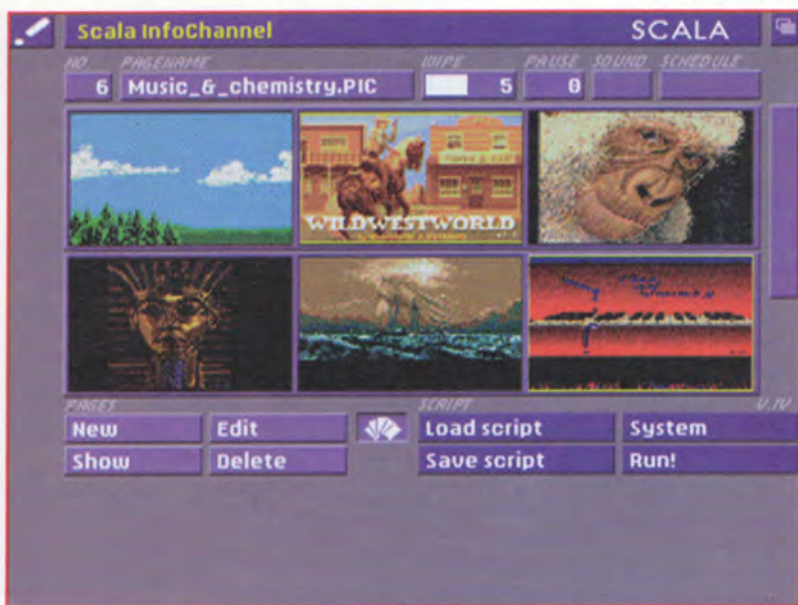 Scala InfoChannel SCALA
NO. PAGENAME WIPE PAUSE SOUND SCHEDULE
6 Music_&_chemistry.PIC 5 0
WILDWESTWORLD
PAGES SCRIPT
New Edit Load script System
Show Delete Save script Run!